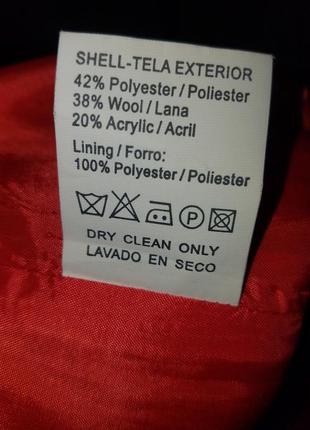 SHELL-TELA EXTERIOR
42% Polyester / Poliester
38% Wool / Lana
20% Acrylic / Acril
Lining / Forro:
100% Polyester / Poliester
P
DRY CLEAN ONLY
LAVADO EN SECO